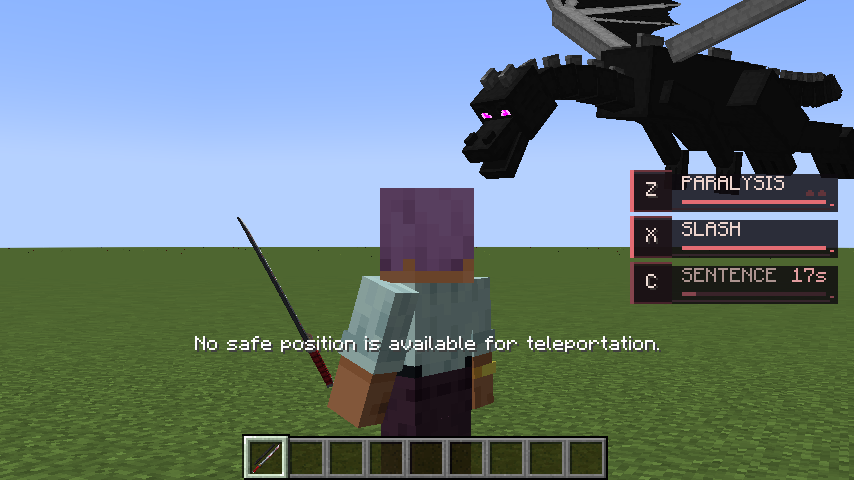 Z PARALYSIS
X SLASH
C SENTENCE 17s
No safe position is available for teleportation.